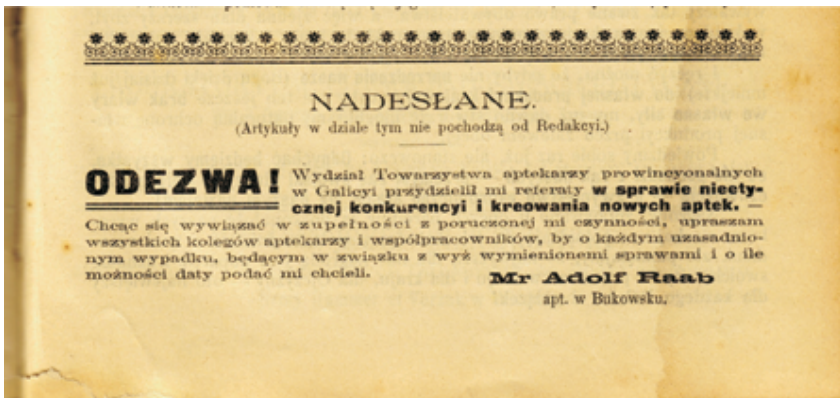 NADESŁANE.
(Artykuły w dziale tym nie pochodzą od Redakcyi.)
ODEZWA! Wydział Towarzystwa aptekarzy prowincyonalnych
w Galicyi przydzielił mi referaty w sprawie nieety-
cznej konkurencyi i kreowania nowych aptek. —
Chcąc się wywiązać w zupełności z poruczonej mi czynności, upraszam
wszystkich kolegów aptekarzy i współpracowników, by o każdym uzasadnio-
nym wypadku, będącym w związku z wyż wymienionemi sprawami i o ile
możności daty podać mi chcieli.
Mr Adolf Raab
apt. w Bukowsku.